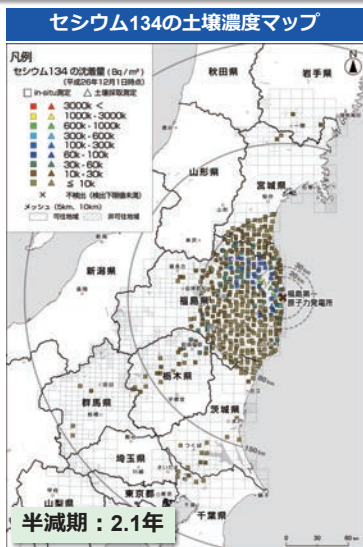 セシウム134の土壌濃度マップ
凡例
セシウム134 の沈着量 ( Bq / m² )
(平成26年12月1日時点)
□ in-situ測定 △ 土壌採取測定
3000k <
1000k - 3000k
600k - 1000k
300k - 600k
100k - 300k
60k - 100k
30k - 60k
10k - 30k
≦ 10k
× 不検出 (検出下限値未満)
メッシュ (5km、10km)
可住地域 非可住地域
秋田県
岩手県
山形県
宮城県
新潟県
福島県
福島第一
原子力発電所
栃木県
群馬県
茨城県
埼玉県
東京都
山梨県
千葉県
半減期:2.1年
0 30 60 km